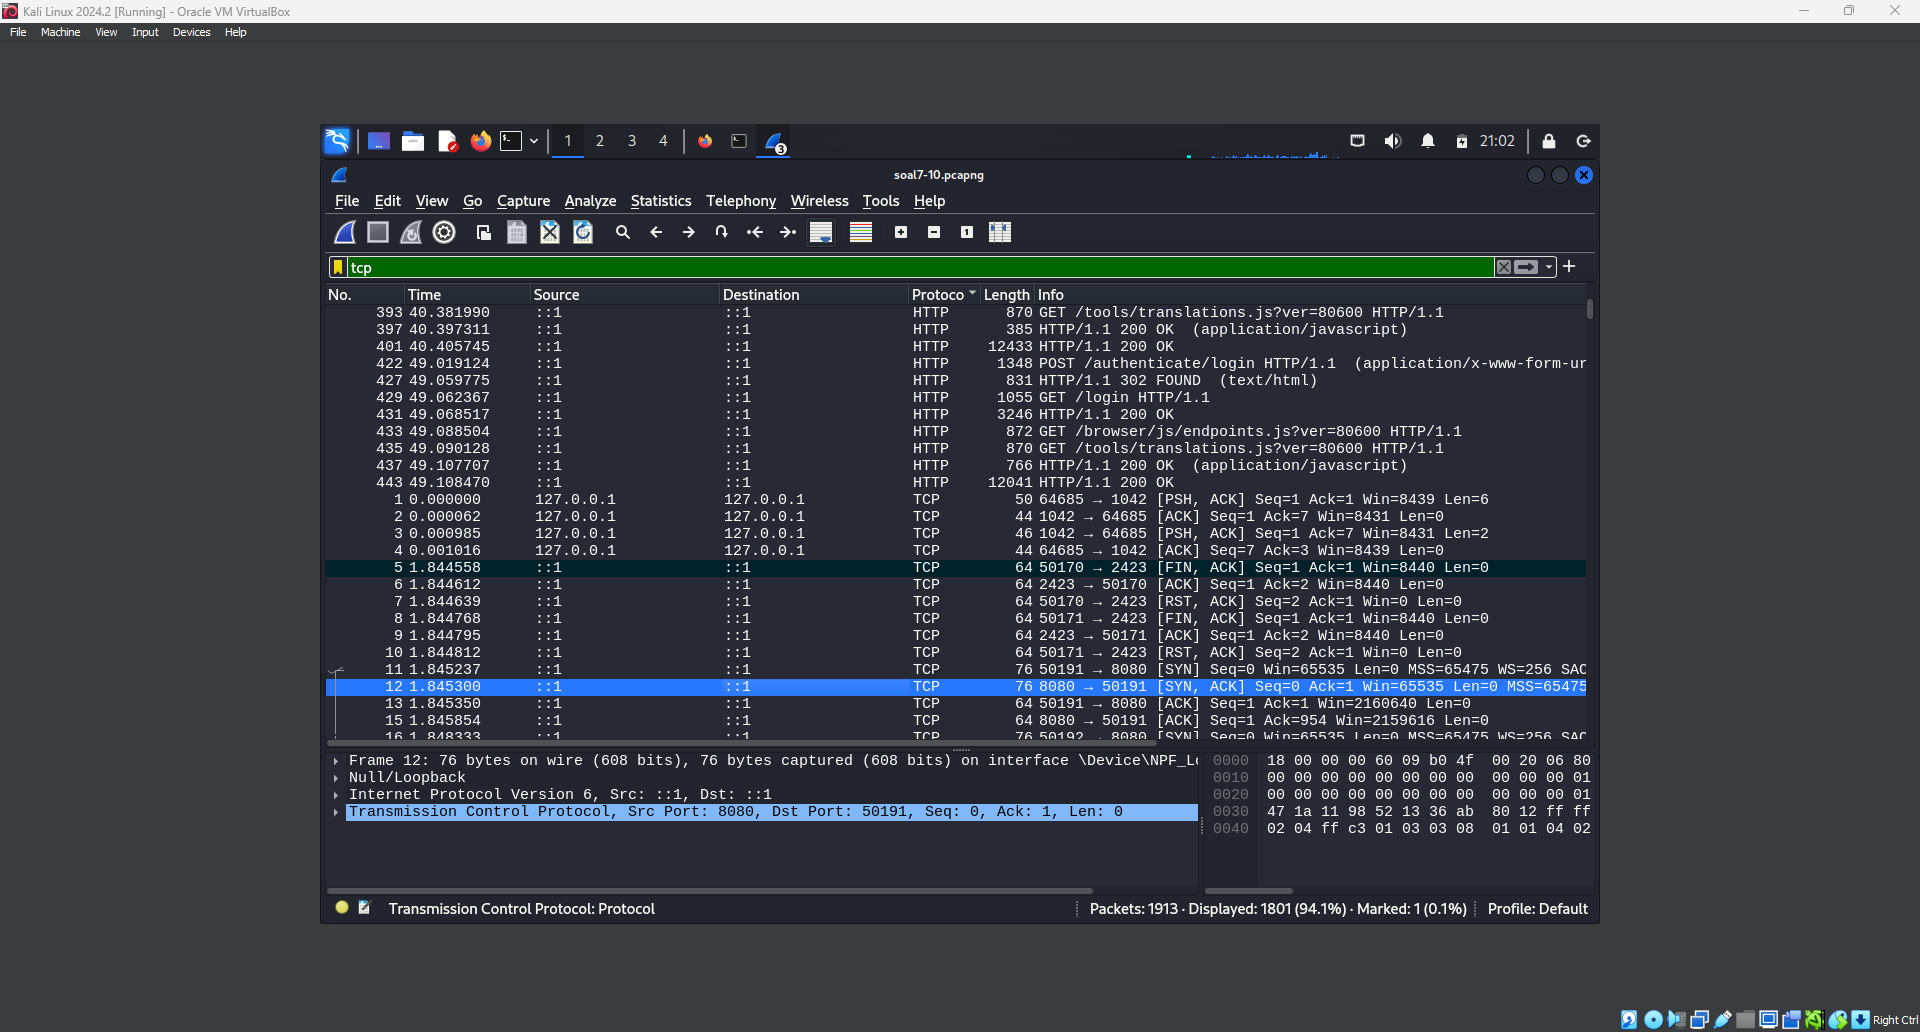 Kali Linux 2024.2 [Running] - Oracle VM VirtualBox
File Machine View Input Devices Help
1 2 3 4 3 21:02
soal7-10.pcapng
File Edit View Go Capture Analyze Statistics Telephony Wireless Tools Help
tcp
No. Time Source Destination Protoco Length Info
393 40.381990 ::1 ::1 HTTP 870 GET /tools/translations.js?ver=80600 HTTP/1.1
397 40.397311 ::1 ::1 HTTP 385 HTTP/1.1 200 OK (application/javascript)
401 40.405745 ::1 ::1 HTTP 12433 HTTP/1.1 200 OK
422 49.019124 ::1 ::1 HTTP 1348 POST /authenticate/login HTTP/1.1 (application/x-www-form-ur
427 49.059775 ::1 ::1 HTTP 831 HTTP/1.1 302 FOUND (text/html)
429 49.062367 ::1 ::1 HTTP 1055 GET /login HTTP/1.1
431 49.068517 ::1 ::1 HTTP 3246 HTTP/1.1 200 OK
433 49.088504 ::1 ::1 HTTP 872 GET /browser/js/endpoints.js?ver=80600 HTTP/1.1
435 49.090128 ::1 ::1 HTTP 870 GET /tools/translations.js?ver=80600 HTTP/1.1
437 49.107707 ::1 ::1 HTTP 766 HTTP/1.1 200 OK (application/javascript)
443 49.108470 ::1 ::1 HTTP 12041 HTTP/1.1 200 OK
1 0.000000 127.0.0.1 127.0.0.1 TCP 50 64685 → 1042 [PSH, ACK] Seq=1 Ack=1 Win=8439 Len=6
2 0.000062 127.0.0.1 127.0.0.1 TCP 44 1042 → 64685 [ACK] Seq=1 Ack=7 Win=8431 Len=0
3 0.000985 127.0.0.1 127.0.0.1 TCP 46 1042 → 64685 [PSH, ACK] Seq=1 Ack=7 Win=8431 Len=2
4 0.001016 127.0.0.1 127.0.0.1 TCP 44 64685 → 1042 [ACK] Seq=7 Ack=3 Win=8439 Len=0
5 1.844558 ::1 ::1 TCP 64 50170 → 2423 [FIN, ACK] Seq=1 Ack=1 Win=8440 Len=0
6 1.844612 ::1 ::1 TCP 64 2423 → 50170 [ACK] Seq=1 Ack=2 Win=8440 Len=0
7 1.844639 ::1 ::1 TCP 64 50170 → 2423 [RST, ACK] Seq=2 Ack=1 Win=0 Len=0
8 1.844768 ::1 ::1 TCP 64 50171 → 2423 [FIN, ACK] Seq=1 Ack=1 Win=8440 Len=0
9 1.844795 ::1 ::1 TCP 64 2423 → 50171 [ACK] Seq=1 Ack=2 Win=8440 Len=0
10 1.844812 ::1 ::1 TCP 64 50171 → 2423 [RST, ACK] Seq=2 Ack=1 Win=0 Len=0
11 1.845237 ::1 ::1 TCP 76 50191 → 8080 [SYN] Seq=0 Win=65535 Len=0 MSS=65475 WS=256 SAC
12 1.845300 ::1 ::1 TCP 76 8080 → 50191 [SYN, ACK] Seq=0 Ack=1 Win=65535 Len=0 MSS=65475
13 1.845350 ::1 ::1 TCP 64 50191 → 8080 [ACK] Seq=1 Ack=1 Win=2160640 Len=0
15 1.845854 ::1 ::1 TCP 64 8080 → 50191 [ACK] Seq=1 Ack=954 Win=2159616 Len=0
16 1.848333 ::1 ::1 TCP 76 50192 → 8080 [SYN] Seq=0 Win=65535 Len=0 MSS=65475 WS=256 SAC
Frame 12: 76 bytes on wire (608 bits), 76 bytes captured (608 bits) on interface \Device\NPF_Lo
Null/Loopback
Internet Protocol Version 6, Src: ::1, Dst: ::1
Transmission Control Protocol, Src Port: 8080, Dst Port: 50191, Seq: 0, Ack: 1, Len: 0
0000 18 00 00 00 60 09 b0 4f 00 20 06 80
0010 00 00 00 00 00 00 00 00 00 00 00 01
0020 00 00 00 00 00 00 00 00 00 00 00 01
0030 47 1a 11 98 52 13 36 ab 80 12 ff ff
0040 02 04 ff c3 01 03 03 08 01 01 04 02
Transmission Control Protocol: Protocol
Packets: 1913 · Displayed: 1801 (94.1%) · Marked: 1 (0.1%)
Profile: Default
Right Ctrl